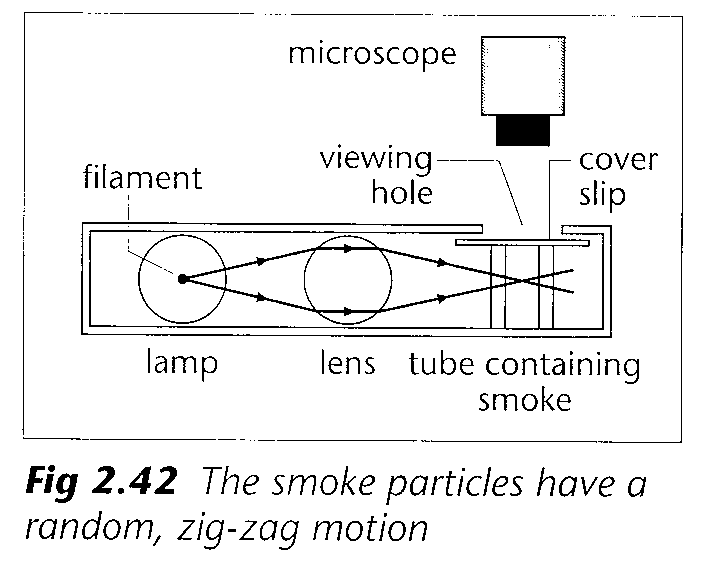 microscope
viewing
hole
cover
slip
filament
lamp
lens
tube containing
smoke
Fig 2.42 The smoke particles have a
random, zig-zag motion